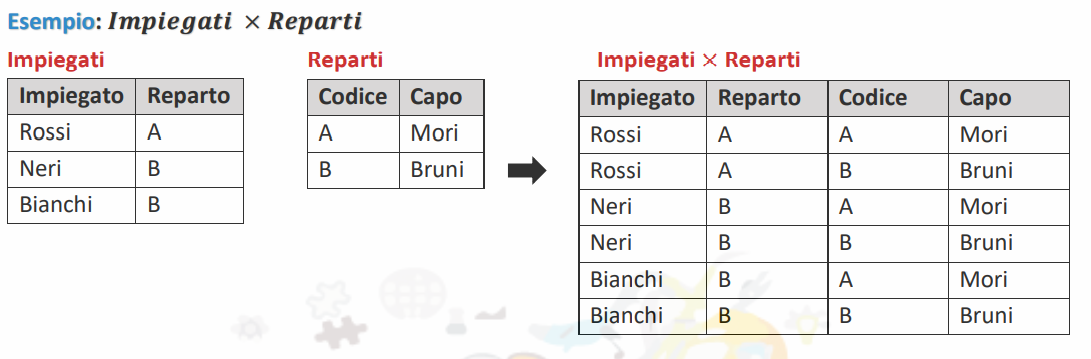 Esempio: Impiegati × Reparti
Impiegati
Impiegato Reparto
Rossi A
Neri B
Bianchi B
Reparti
Codice Capo
A Mori
B Bruni
Impiegati × Reparti
Impiegato Reparto Codice Capo
Rossi A A Mori
Rossi A B Bruni
Neri B A Mori
Neri B B Bruni
Bianchi B A Mori
Bianchi B B Bruni